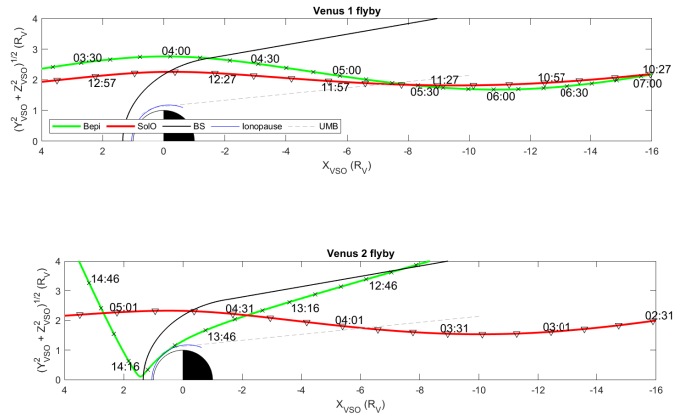 Venus 1 flyby
(Y²VSO + Z²VSO)^1/2 (RV)
4
3
2
1
0
03:30
04:00
05:00
10:27
12:57
12:27
11:57
11:27
10:57
05:30
06:00
06:30
07:00
Bepi
SolO
BS
Ionopause
UMB
4 2 0 -2 -4 -6 -8 -10 -12 -14 -16
XVSO (RV)
Venus 2 flyby
(Y²VSO + Z²VSO)^1/2 (RV)
4
3
2
1
0
14:46
12:46
05:01
04:31
13:16
02:31
04:01
03:31
03:01
13:46
14:16
4 2 0 -2 -4 -6 -8 -10 -12 -14 -16
XVSO (RV)